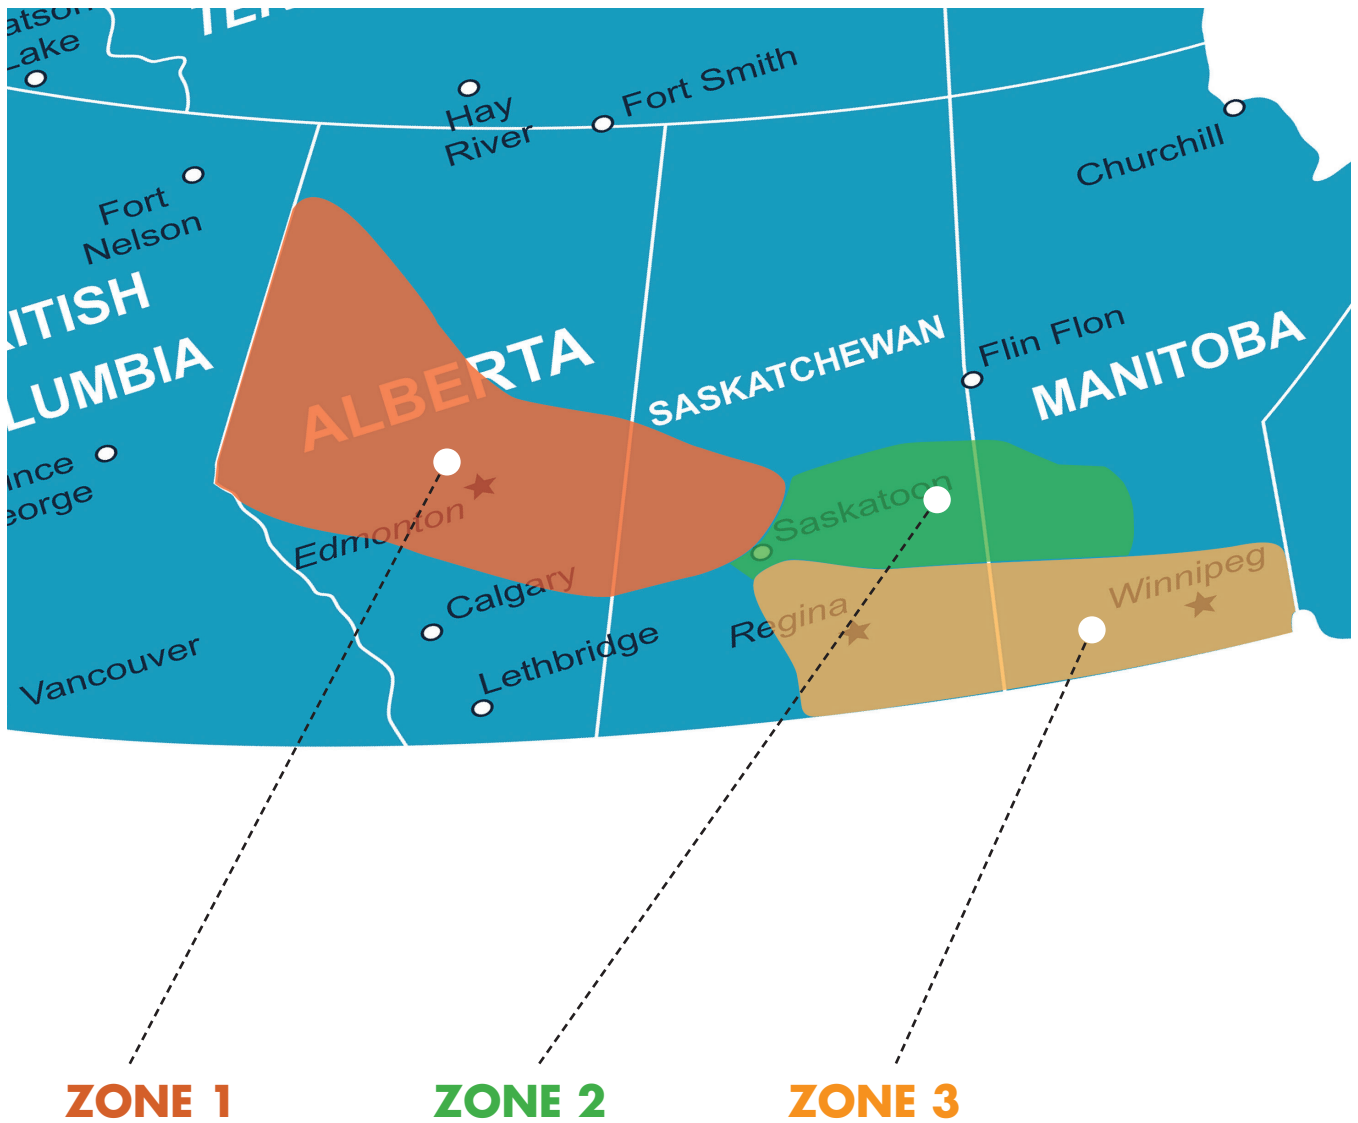 Lake
Hay
River
Fort Smith
Churchill
Fort
Nelson
Flin Flon
ALBERTA
SASKATCHEWAN
MANITOBA
Saskatoon
Edmonton
Calgary
Regina
Winnipeg
Lethbridge
Vancouver
ZONE 1
ZONE 2
ZONE 3